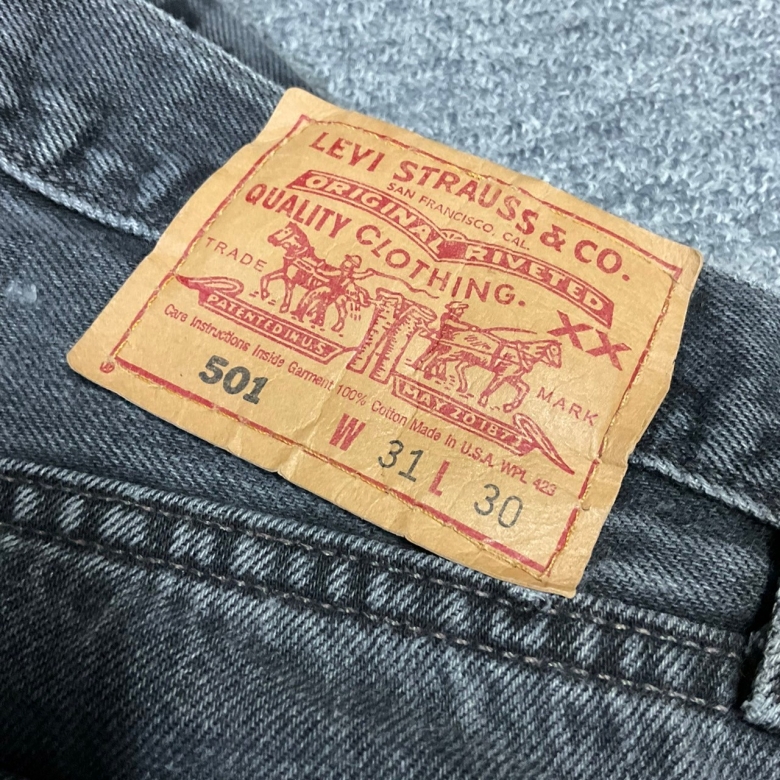 LEVI STRAUSS & CO.
SAN FRANCISCO, CAL.
ORIGINAL RIVETED
QUALITY CLOTHING.
XX
TRADE MARK
PATENTED IN U.S.
MAY 20 1873
Care Instructions Inside Garment 100% Cotton Made in U.S.A. WPL 423
501
W 31 L 30
®